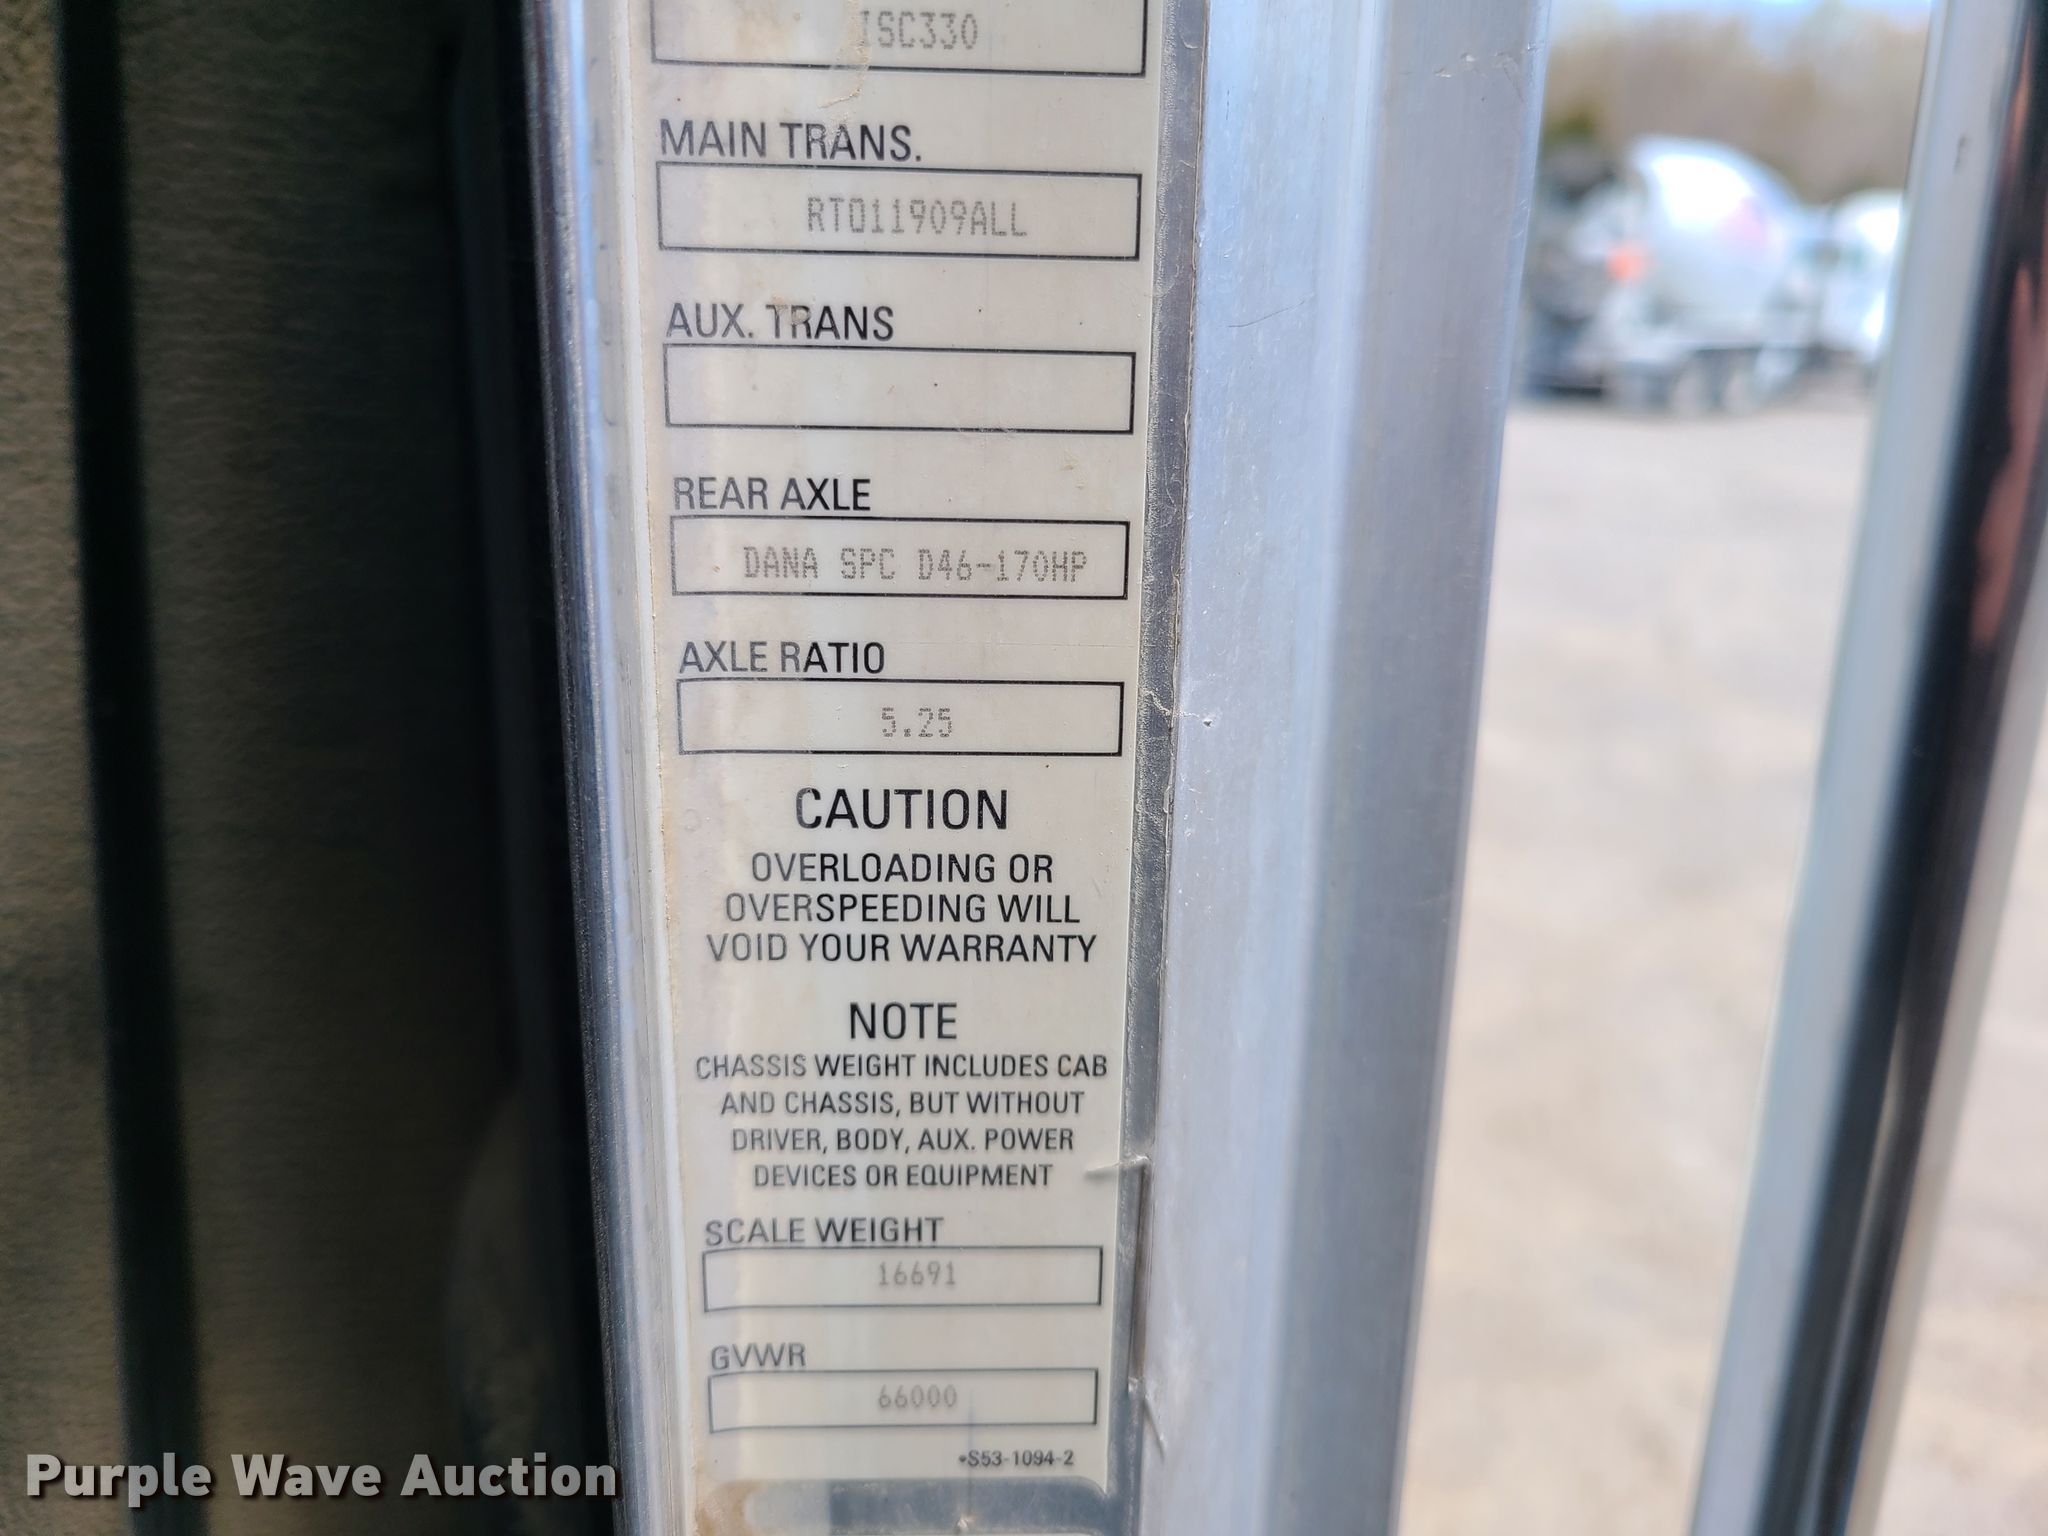 ISC330
MAIN TRANS.
RTO11909ALL
AUX. TRANS
REAR AXLE
DANA SPC D46-170HP
AXLE RATIO
5.25
CAUTION
OVERLOADING OR
OVERSPEEDING WILL
VOID YOUR WARRANTY
NOTE
CHASSIS WEIGHT INCLUDES CAB
AND CHASSIS, BUT WITHOUT
DRIVER, BODY, AUX. POWER
DEVICES OR EQUIPMENT
SCALE WEIGHT
16691
GVWR
66000
•S53-1094-2
Purple Wave Auction